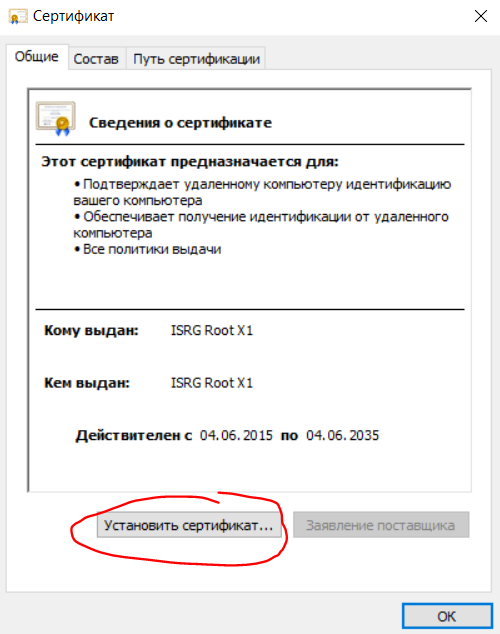 Сертификат
Общие Состав Путь сертификации
Сведения о сертификате
Этот сертификат предназначается для:
• Подтверждает удаленному компьютеру идентификацию
вашего компьютера
• Обеспечивает получение идентификации от удаленного
компьютера
• Все политики выдачи
Кому выдан: ISRG Root X1
Кем выдан: ISRG Root X1
Действителен с 04.06.2015 по 04.06.2035
Установить сертификат... Заявление поставщика
ОК